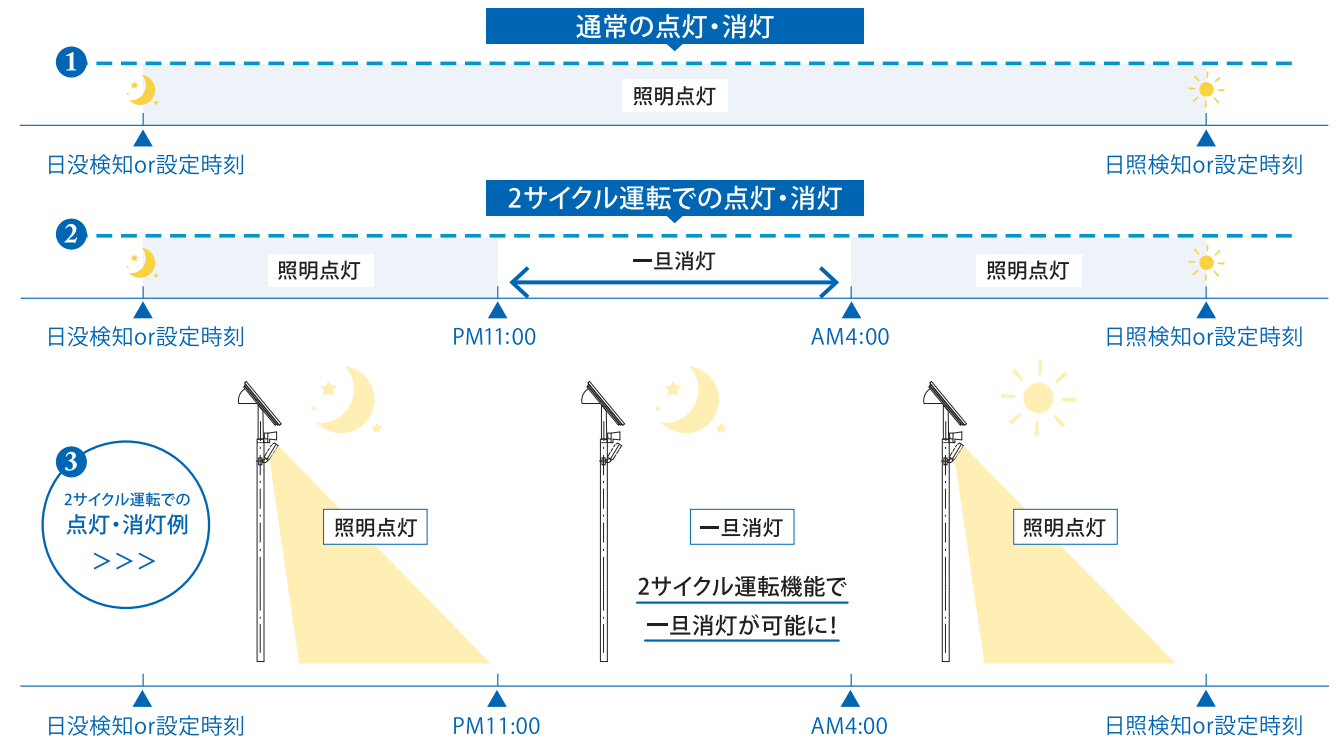 通常の点灯・消灯
1
照明点灯
日没検知or設定時刻
日照検知or設定時刻
2サイクル運転での点灯・消灯
2
照明点灯
一旦消灯
照明点灯
日没検知or設定時刻
PM11:00
AM4:00
日照検知or設定時刻
3
2サイクル運転での
点灯・消灯例
>>>
照明点灯
一旦消灯
照明点灯
2サイクル運転機能で
一旦消灯が可能に!
日没検知or設定時刻
PM11:00
AM4:00
日照検知or設定時刻